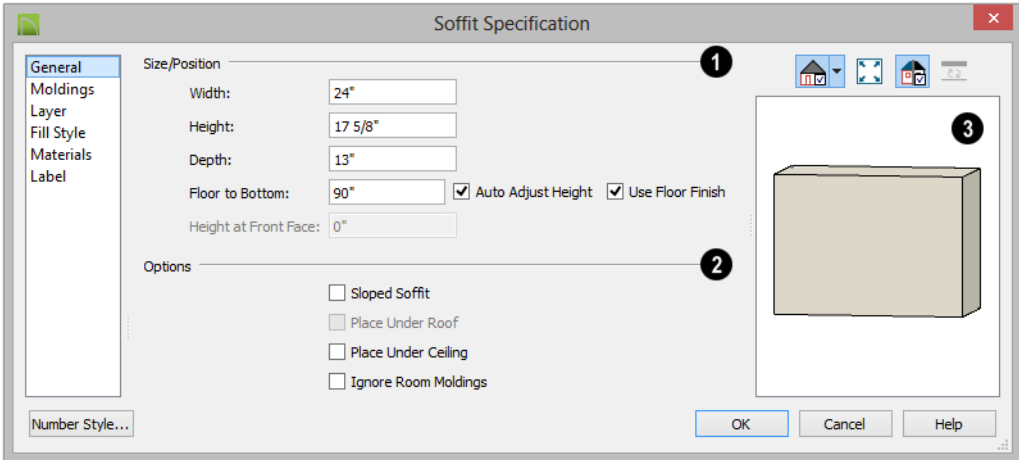 Soffit Specification
×
General
Moldings
Layer
Fill Style
Materials
Label
Size/Position
1
Width: 24"
Height: 17 5/8"
Depth: 13"
Floor to Bottom: 90" Auto Adjust Height Use Floor Finish
Height at Front Face: 0"
Options
2
Sloped Soffit
Place Under Roof
Place Under Ceiling
Ignore Room Moldings
3
Number Style... OK Cancel Help